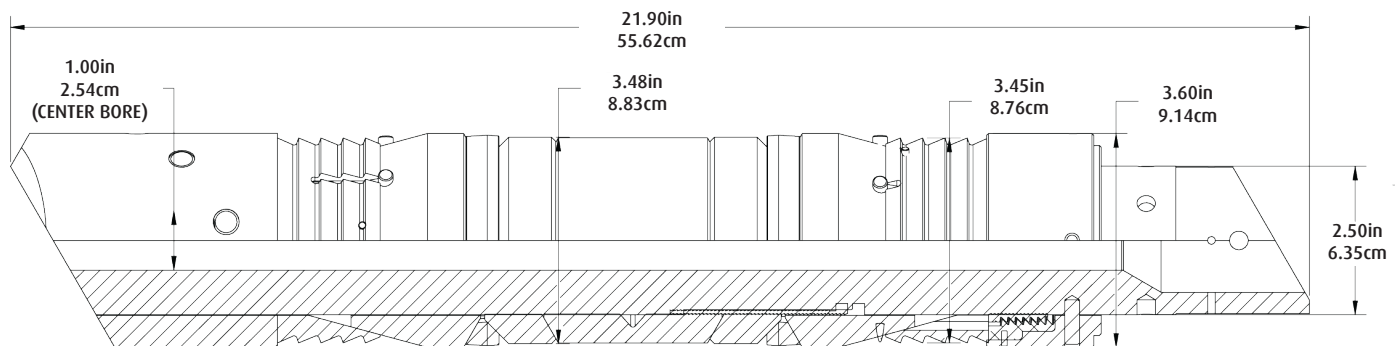 21.90in
55.62cm
1.00in
2.54cm
(CENTER BORE)
3.48in
8.83cm
3.45in
8.76cm
3.60in
9.14cm
2.50in
6.35cm